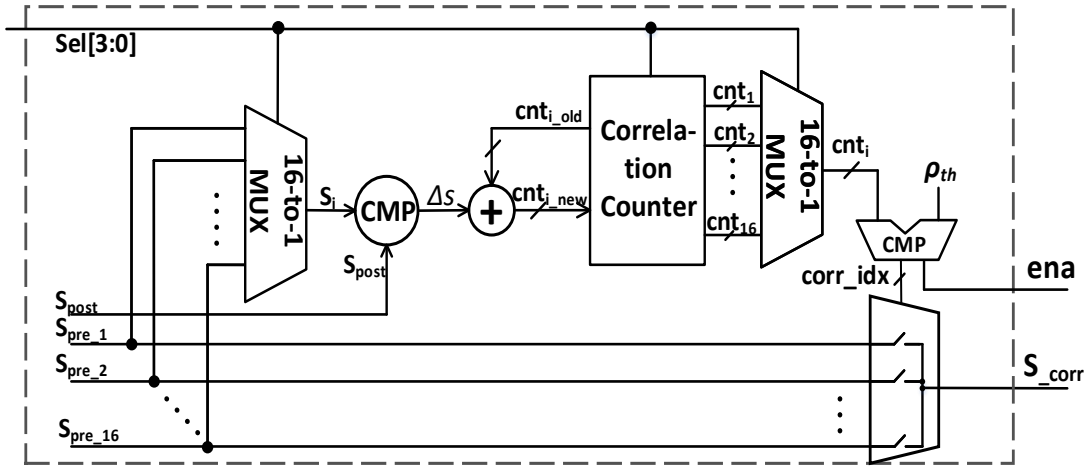 Sel[3:0]
16-to-1
MUX
S_i
CMP
ΔS
S_post
cnt_i_old
+
cnt_i_new
Correla-
tion
Counter
cnt_1
cnt_2
cnt_16
16-to-1
MUX
cnt_i
ρ_th
CMP
corr_idx
ena
S_post
S_pre_1
S_pre_2
S_pre_16
S_corr